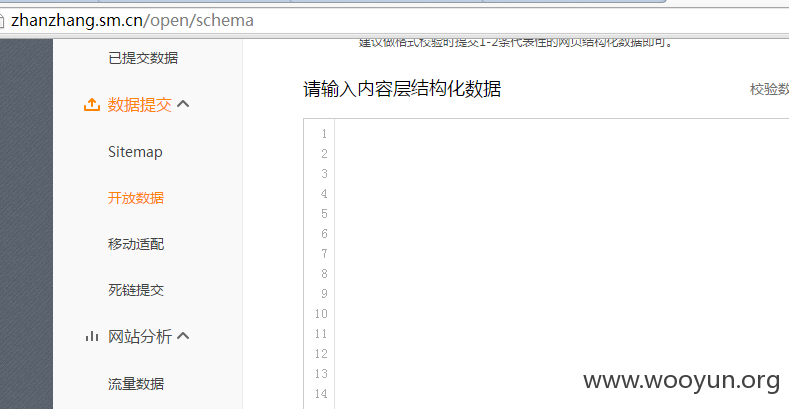 zhanzhang.sm.cn/open/schema
已提交数据
数据提交
Sitemap
开放数据
移动适配
死链提交
网站分析
流量数据
建议做格式校验时提交1-2条代表性的网页结构化数据即可。
请输入内容层结构化数据
校验数
1
2
3
4
5
6
7
8
9
10
11
12
13
14
www.wooyun.org